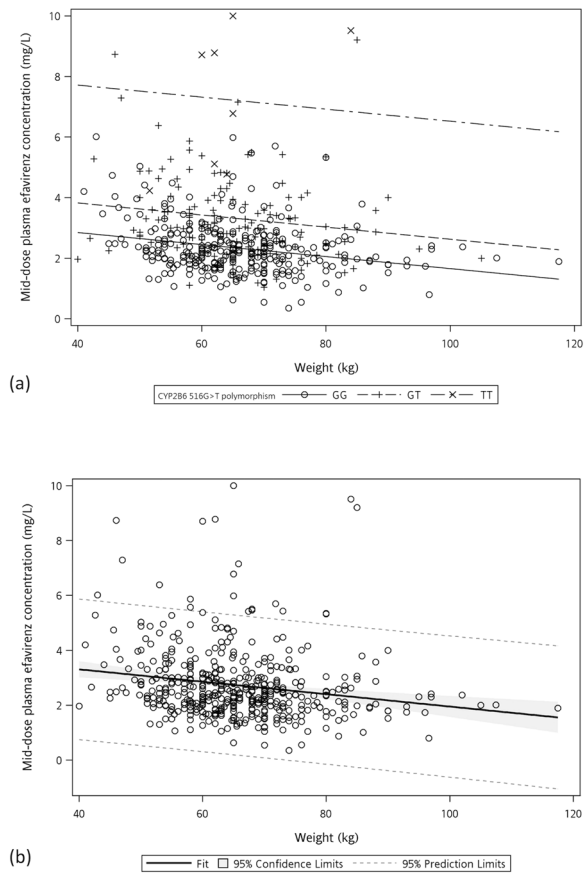 Mid-dose plasma efavirenz concentration (mg/L)
10
8
6
4
2
0
40
60
80
100
120
Weight (kg)
(a)
CYP2B6 516G>T polymorphism GG GT TT
Mid-dose plasma efavirenz concentration (mg/L)
10
8
6
4
2
0
40
60
80
100
120
Weight (kg)
(b)
Fit 95% Confidence Limits 95% Prediction Limits